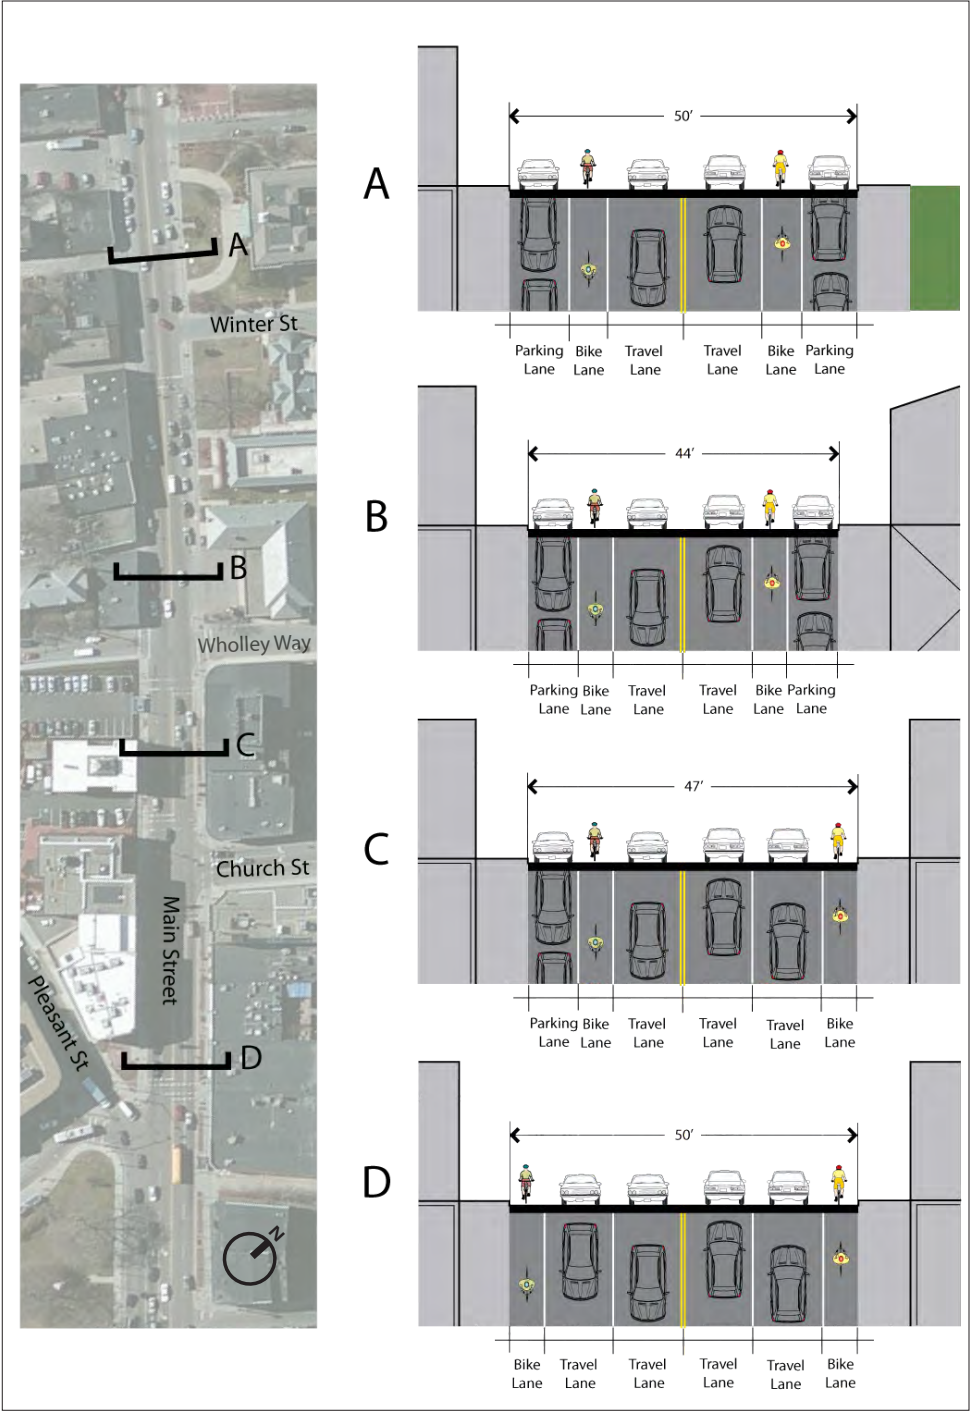 A
Winter St
B
Wholley Way
C
Church St
Main Street
Pleasant St
D
N
A
50’
Parking Bike Travel Travel Bike Parking
Lane Lane Lane Lane Lane Lane
B
44’
Parking Bike Travel Travel Bike Parking
Lane Lane Lane Lane Lane Lane
C
47’
Parking Bike Travel Travel Travel Bike
Lane Lane Lane Lane Lane Lane
D
50’
Bike Travel Travel Travel Travel Bike
Lane Lane Lane Lane Lane Lane